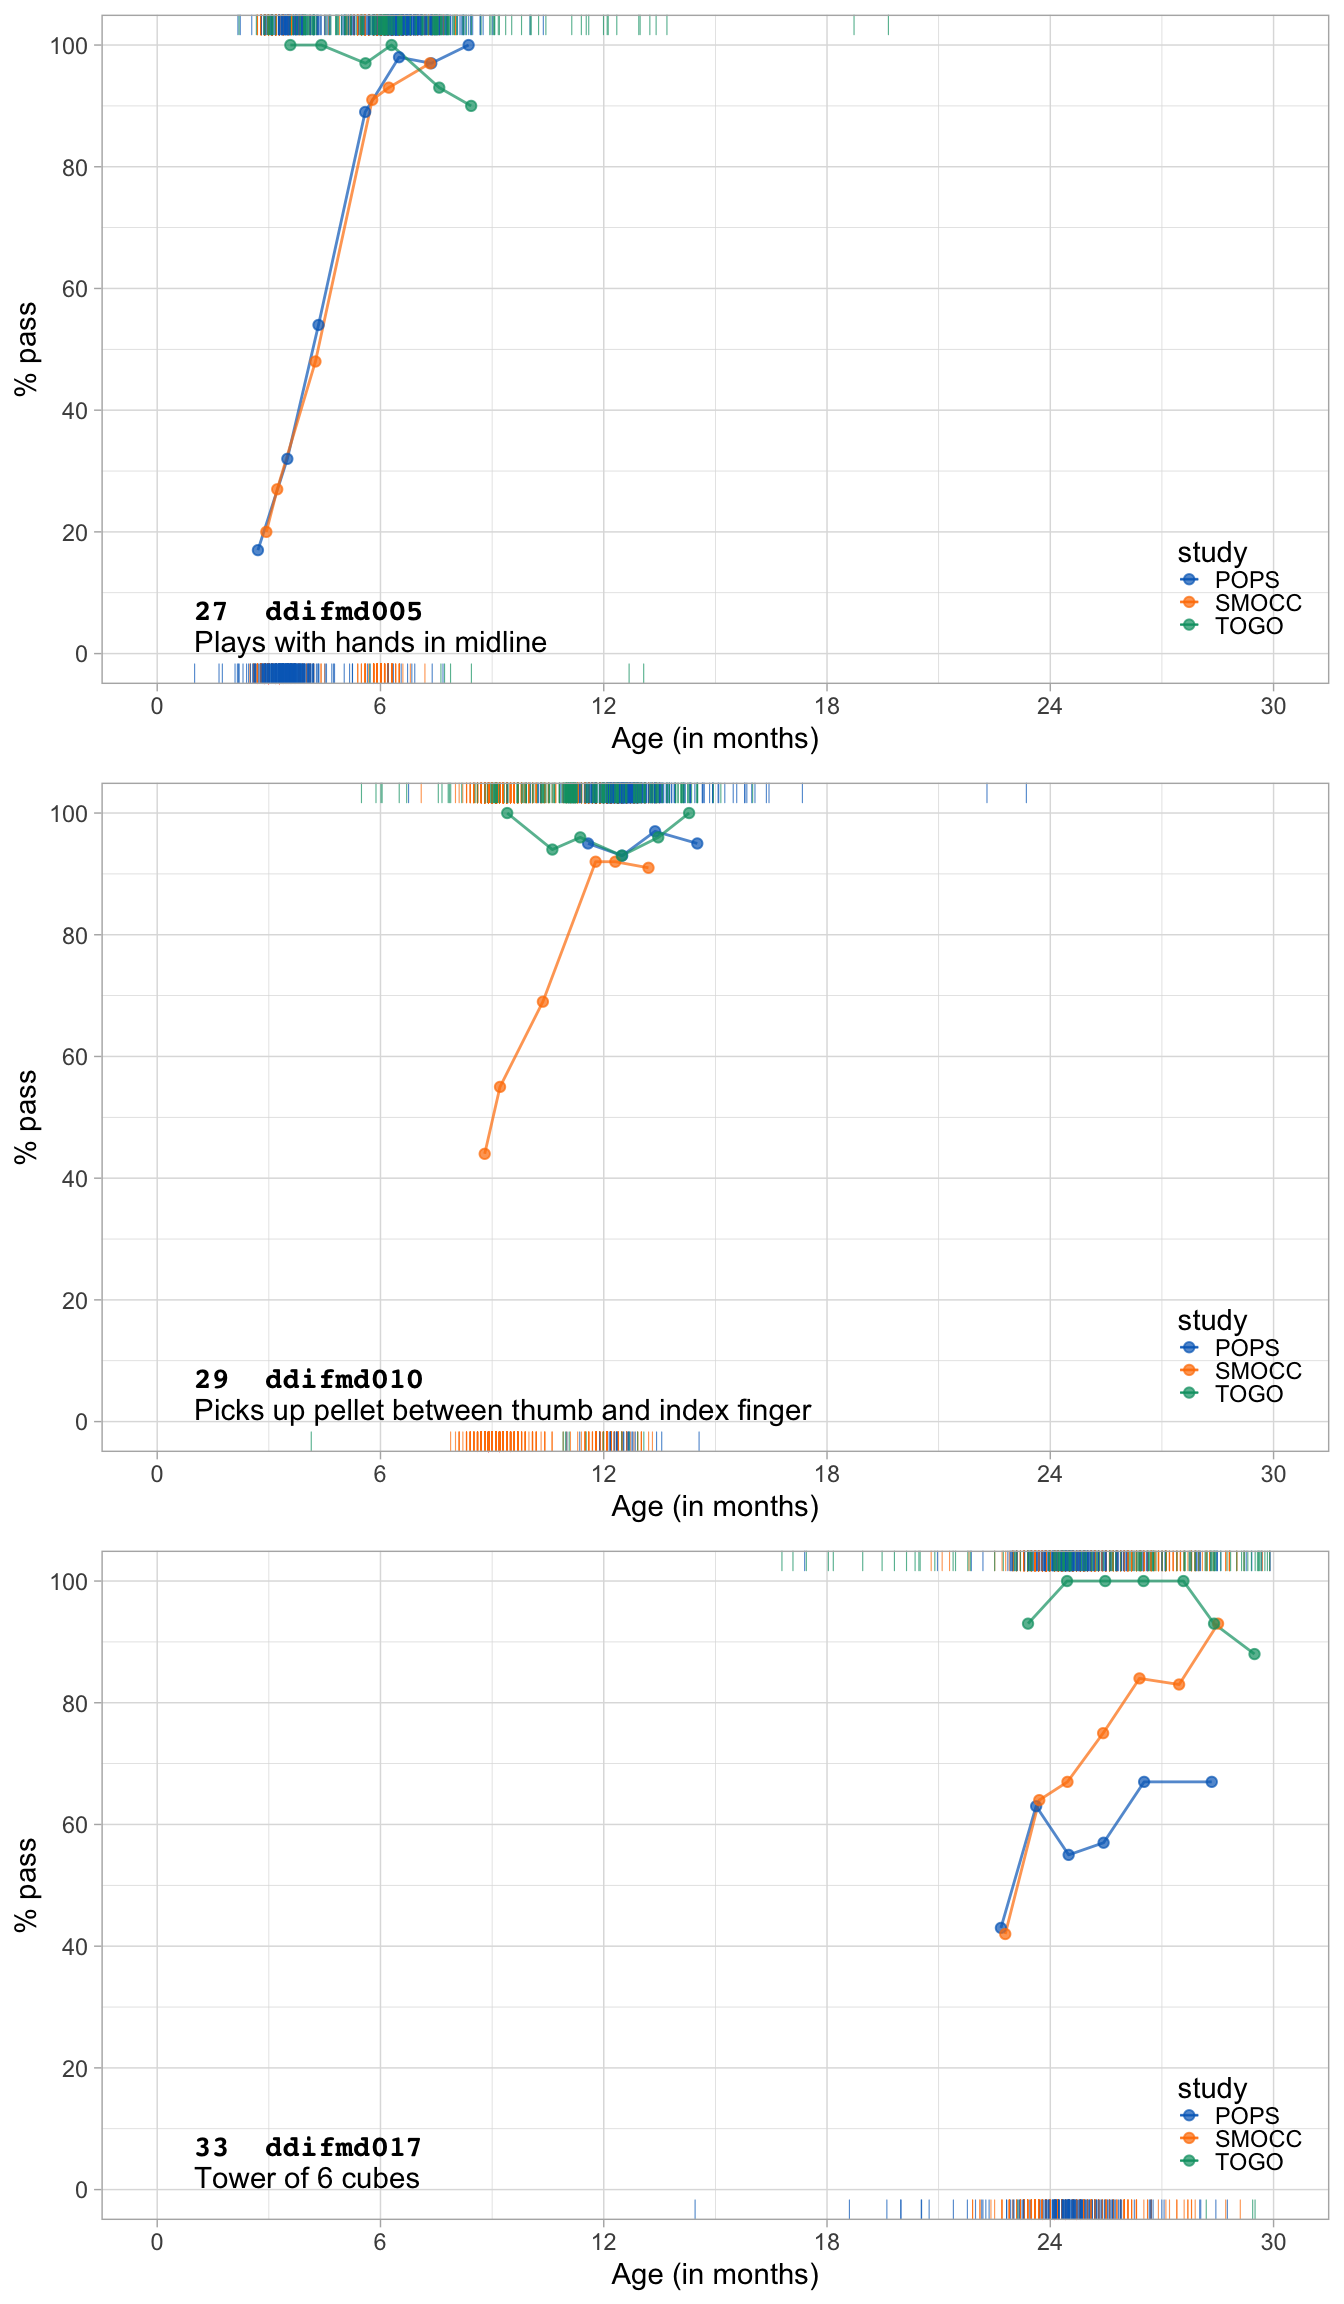 100
80
60
40
20
0
% pass
study
POPS
SMOCC
TOGO
27 ddifmd005
Plays with hands in midline
0 6 12 18 24 30
Age (in months)
100
80
60
40
20
0
% pass
study
POPS
SMOCC
TOGO
29 ddifmd010
Picks up pellet between thumb and index finger
0 6 12 18 24 30
Age (in months)
100
80
60
40
20
0
% pass
study
POPS
SMOCC
TOGO
33 ddifmd017
Tower of 6 cubes
0 6 12 18 24 30
Age (in months)